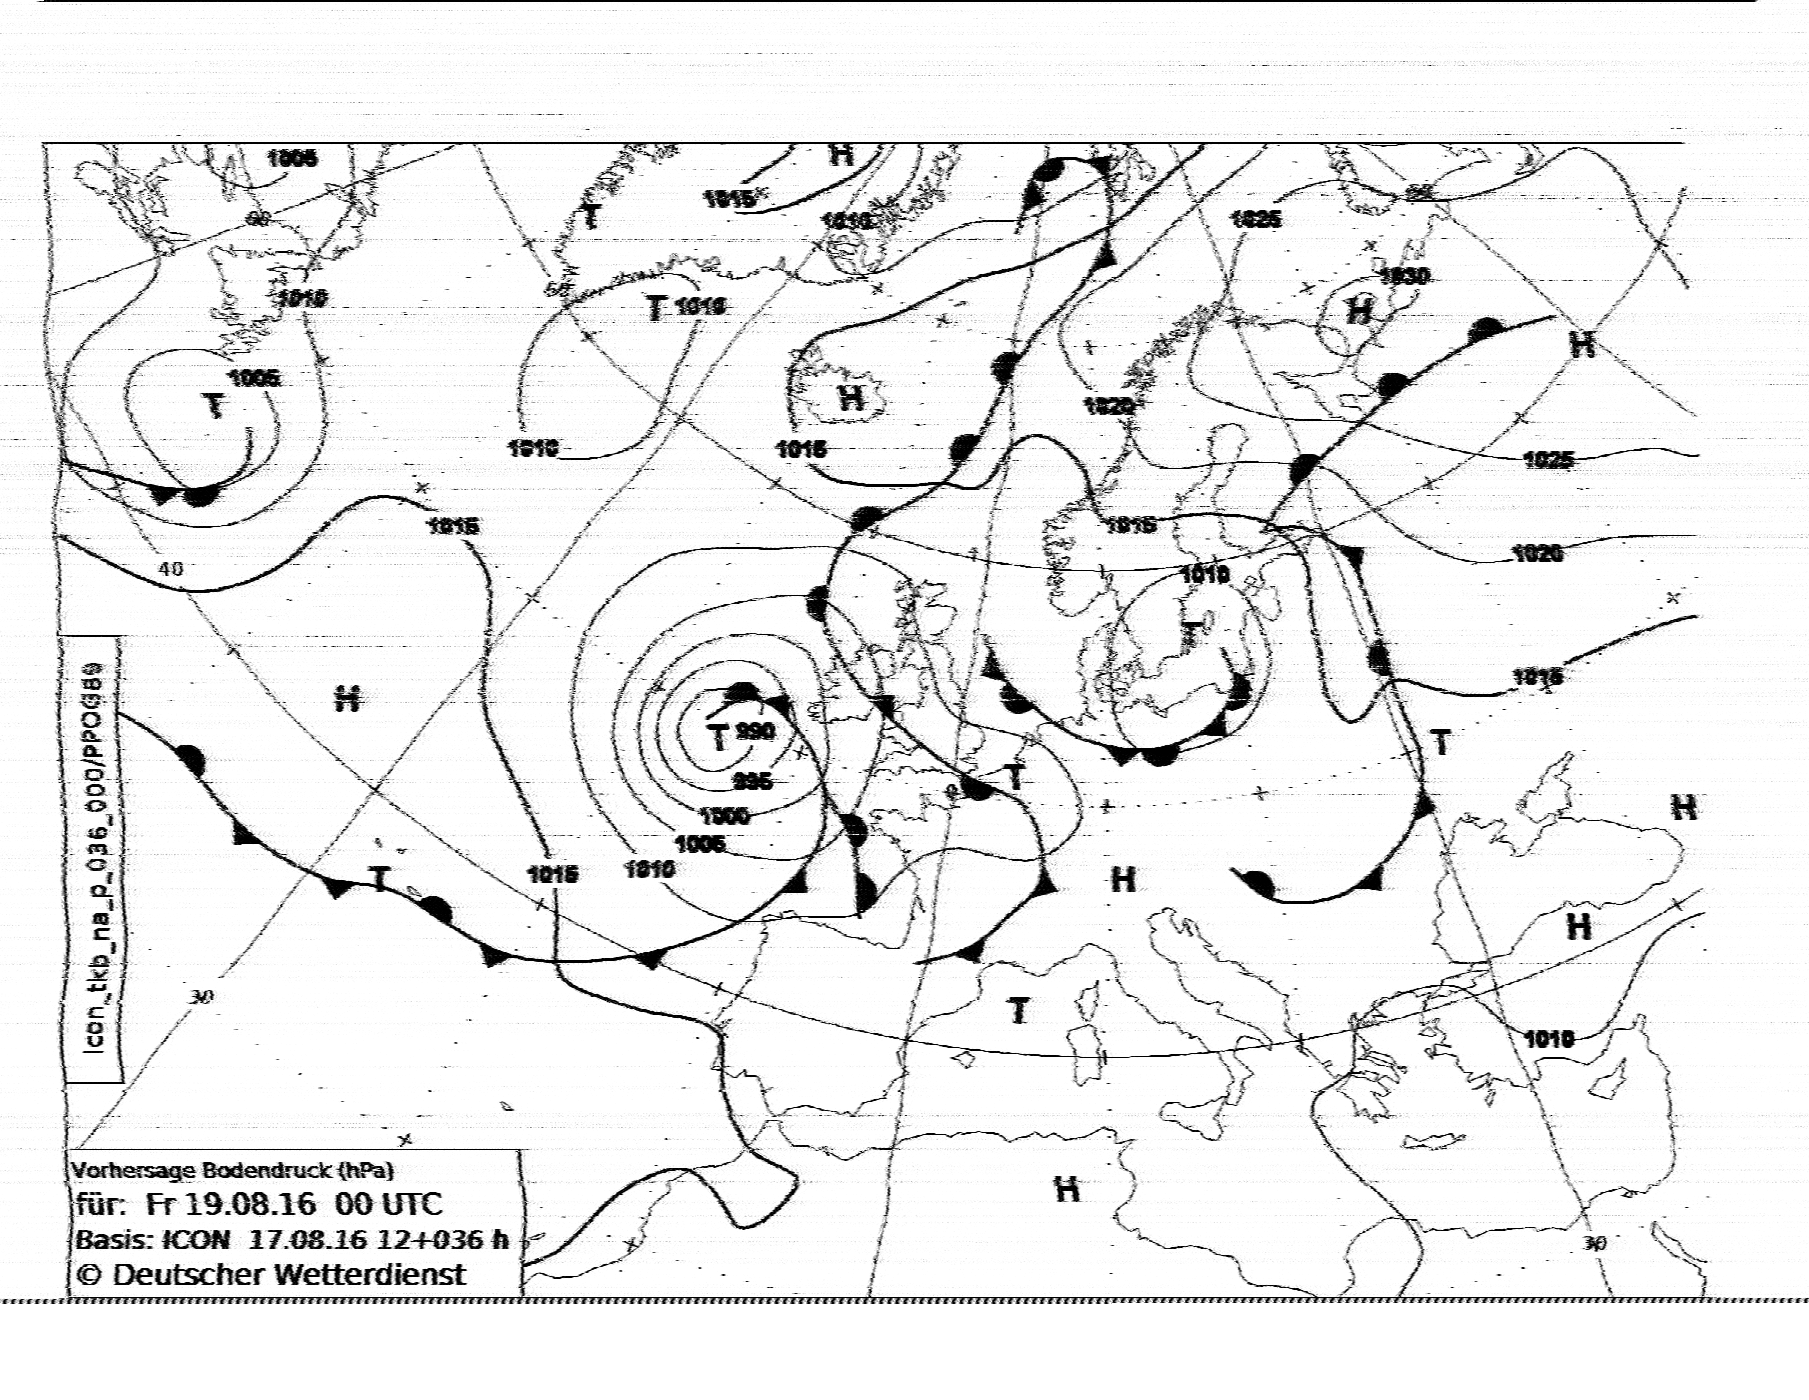 1005
H
1015
T
1010
60
50
1025
1030
H
T 1010
1010
H
H
1005
T
1020
H
1010
1015
1025
1015
1015
1020
40
1010
T
1015
H
T 990
T
T
995
H
1000
1005
1010
1015
T
H
H
30
T
1010
H
30
Icon_tkb_na_p_036_000/PPOG89
Vorhersage Bodendruck (hPa)
für: Fr 19.08.16 00 UTC
Basis: ICON 17.08.16 12+036 h
© Deutscher Wetterdienst